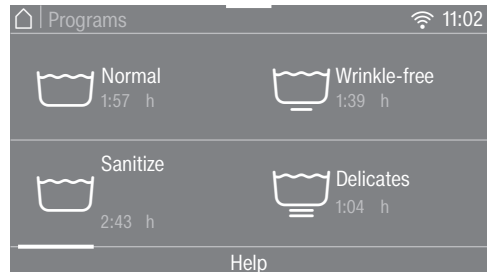 Programs 11:02
Normal
1:57 h
Wrinkle-free
1:39 h
Sanitize
2:43 h
Delicates
1:04 h
Help